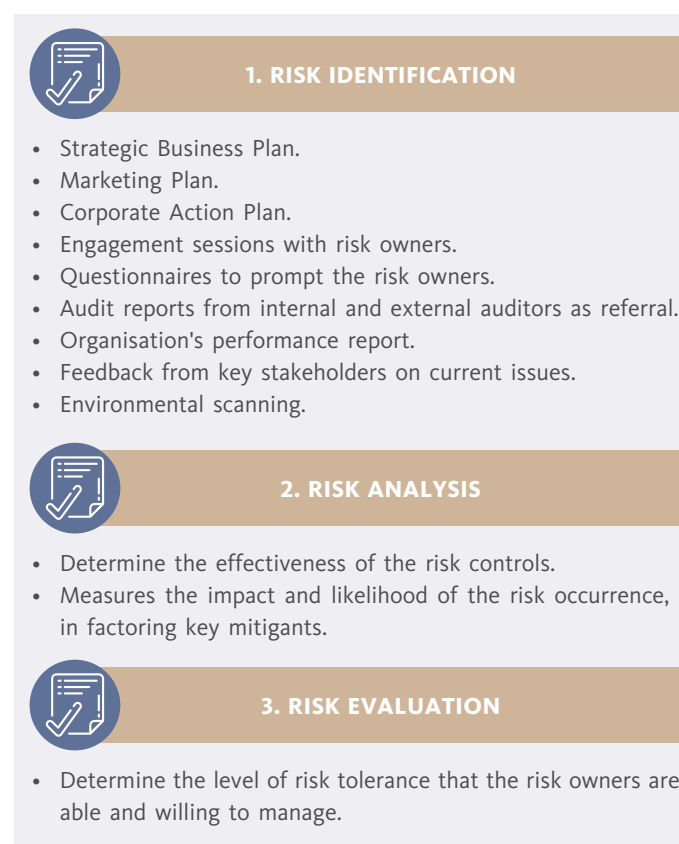 1. RISK IDENTIFICATION
• Strategic Business Plan.
• Marketing Plan.
• Corporate Action Plan.
• Engagement sessions with risk owners.
• Questionnaires to prompt the risk owners.
• Audit reports from internal and external auditors as referral.
• Organisation's performance report.
• Feedback from key stakeholders on current issues.
• Environmental scanning.
2. RISK ANALYSIS
• Determine the effectiveness of the risk controls.
• Measures the impact and likelihood of the risk occurrence,
in factoring key mitigants.
3. RISK EVALUATION
• Determine the level of risk tolerance that the risk owners are
able and willing to manage.